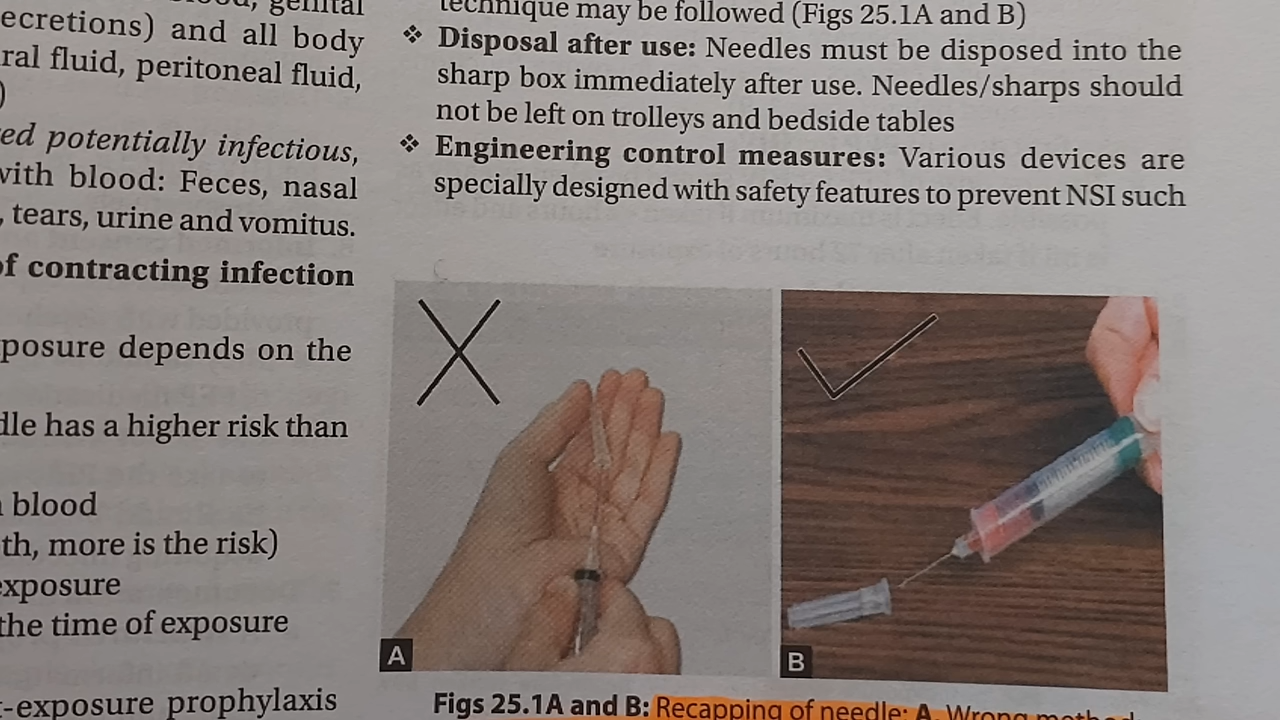 genital
ecretions) and all body
ral fluid, peritoneal fluid,
)
ed potentially infectious,
with blood: Feces, nasal
, tears, urine and vomitus.
of contracting infection
posure depends on the
dle has a higher risk than
blood
th, more is the risk)
exposure
the time of exposure
-exposure prophylaxis
technique may be followed (Figs 25.1A and B)
❖ Disposal after use: Needles must be disposed into the
sharp box immediately after use. Needles/sharps should
not be left on trolleys and bedside tables
❖ Engineering control measures: Various devices are
specially designed with safety features to prevent NSI such
A
B
Figs 25.1A and B: Recapping of needle: A. Wrong method